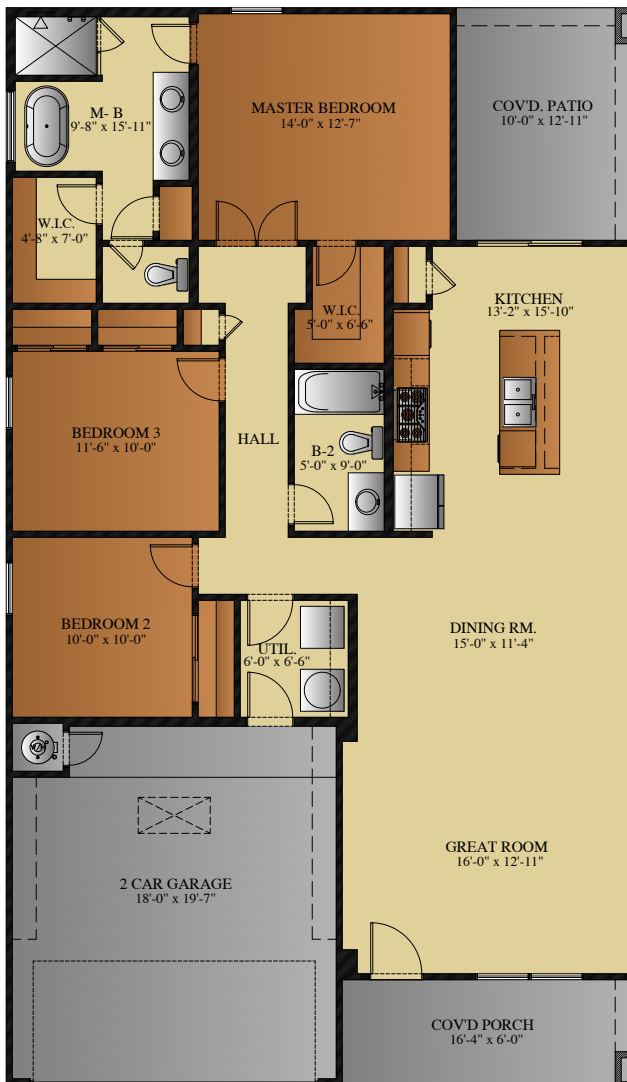 M- B
9'-8" x 15'-11"
MASTER BEDROOM
14'-0" x 12'-7"
COV'D. PATIO
10'-0" x 12'-11"
W.I.C.
4'-8" x 7'-0"
W.I.C.
5'-0" x 6'-6"
KITCHEN
13'-2" x 15'-10"
BEDROOM 3
11'-6" x 10'-0"
HALL
B-2
5'-0" x 9'-0"
BEDROOM 2
10'-0" x 10'-0"
UTIL.
6'-0" x 6'-6"
DINING RM.
15'-0" x 11'-4"
GREAT ROOM
16'-0" x 12'-11"
2 CAR GARAGE
18'-0" x 19'-7"
COV'D PORCH
16'-4" x 6'-0"